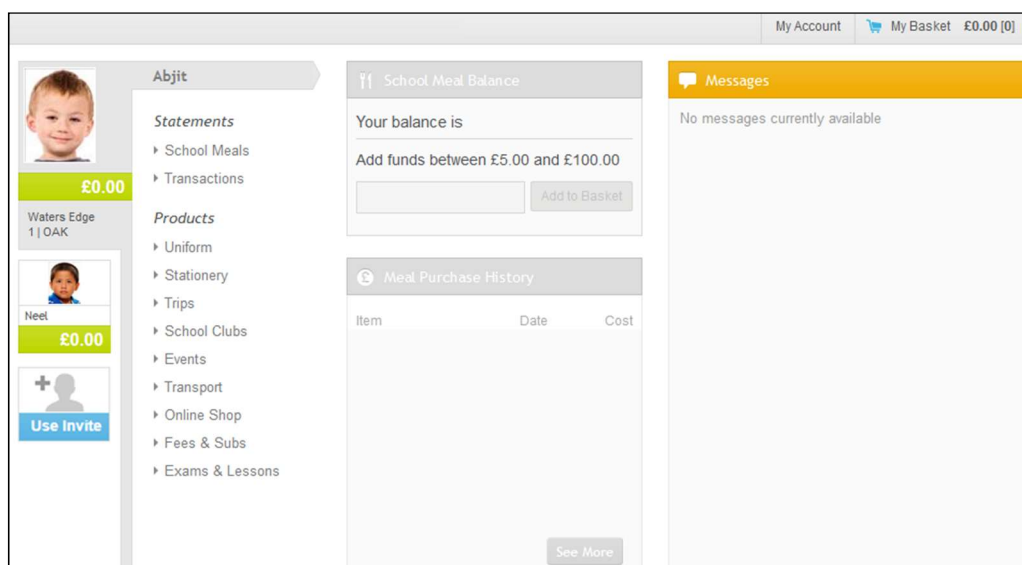 My Account
My Basket £0.00 [0]
£0.00
Waters Edge
1 | OAK
Neel
£0.00
Use Invite
Abjit
Statements
School Meals
Transactions
Products
Uniform
Stationery
Trips
School Clubs
Events
Transport
Online Shop
Fees & Subs
Exams & Lessons
School Meal Balance
Your balance is
Add funds between £5.00 and £100.00
Add to Basket
Meal Purchase History
Item Date Cost
See More
Messages
No messages currently available